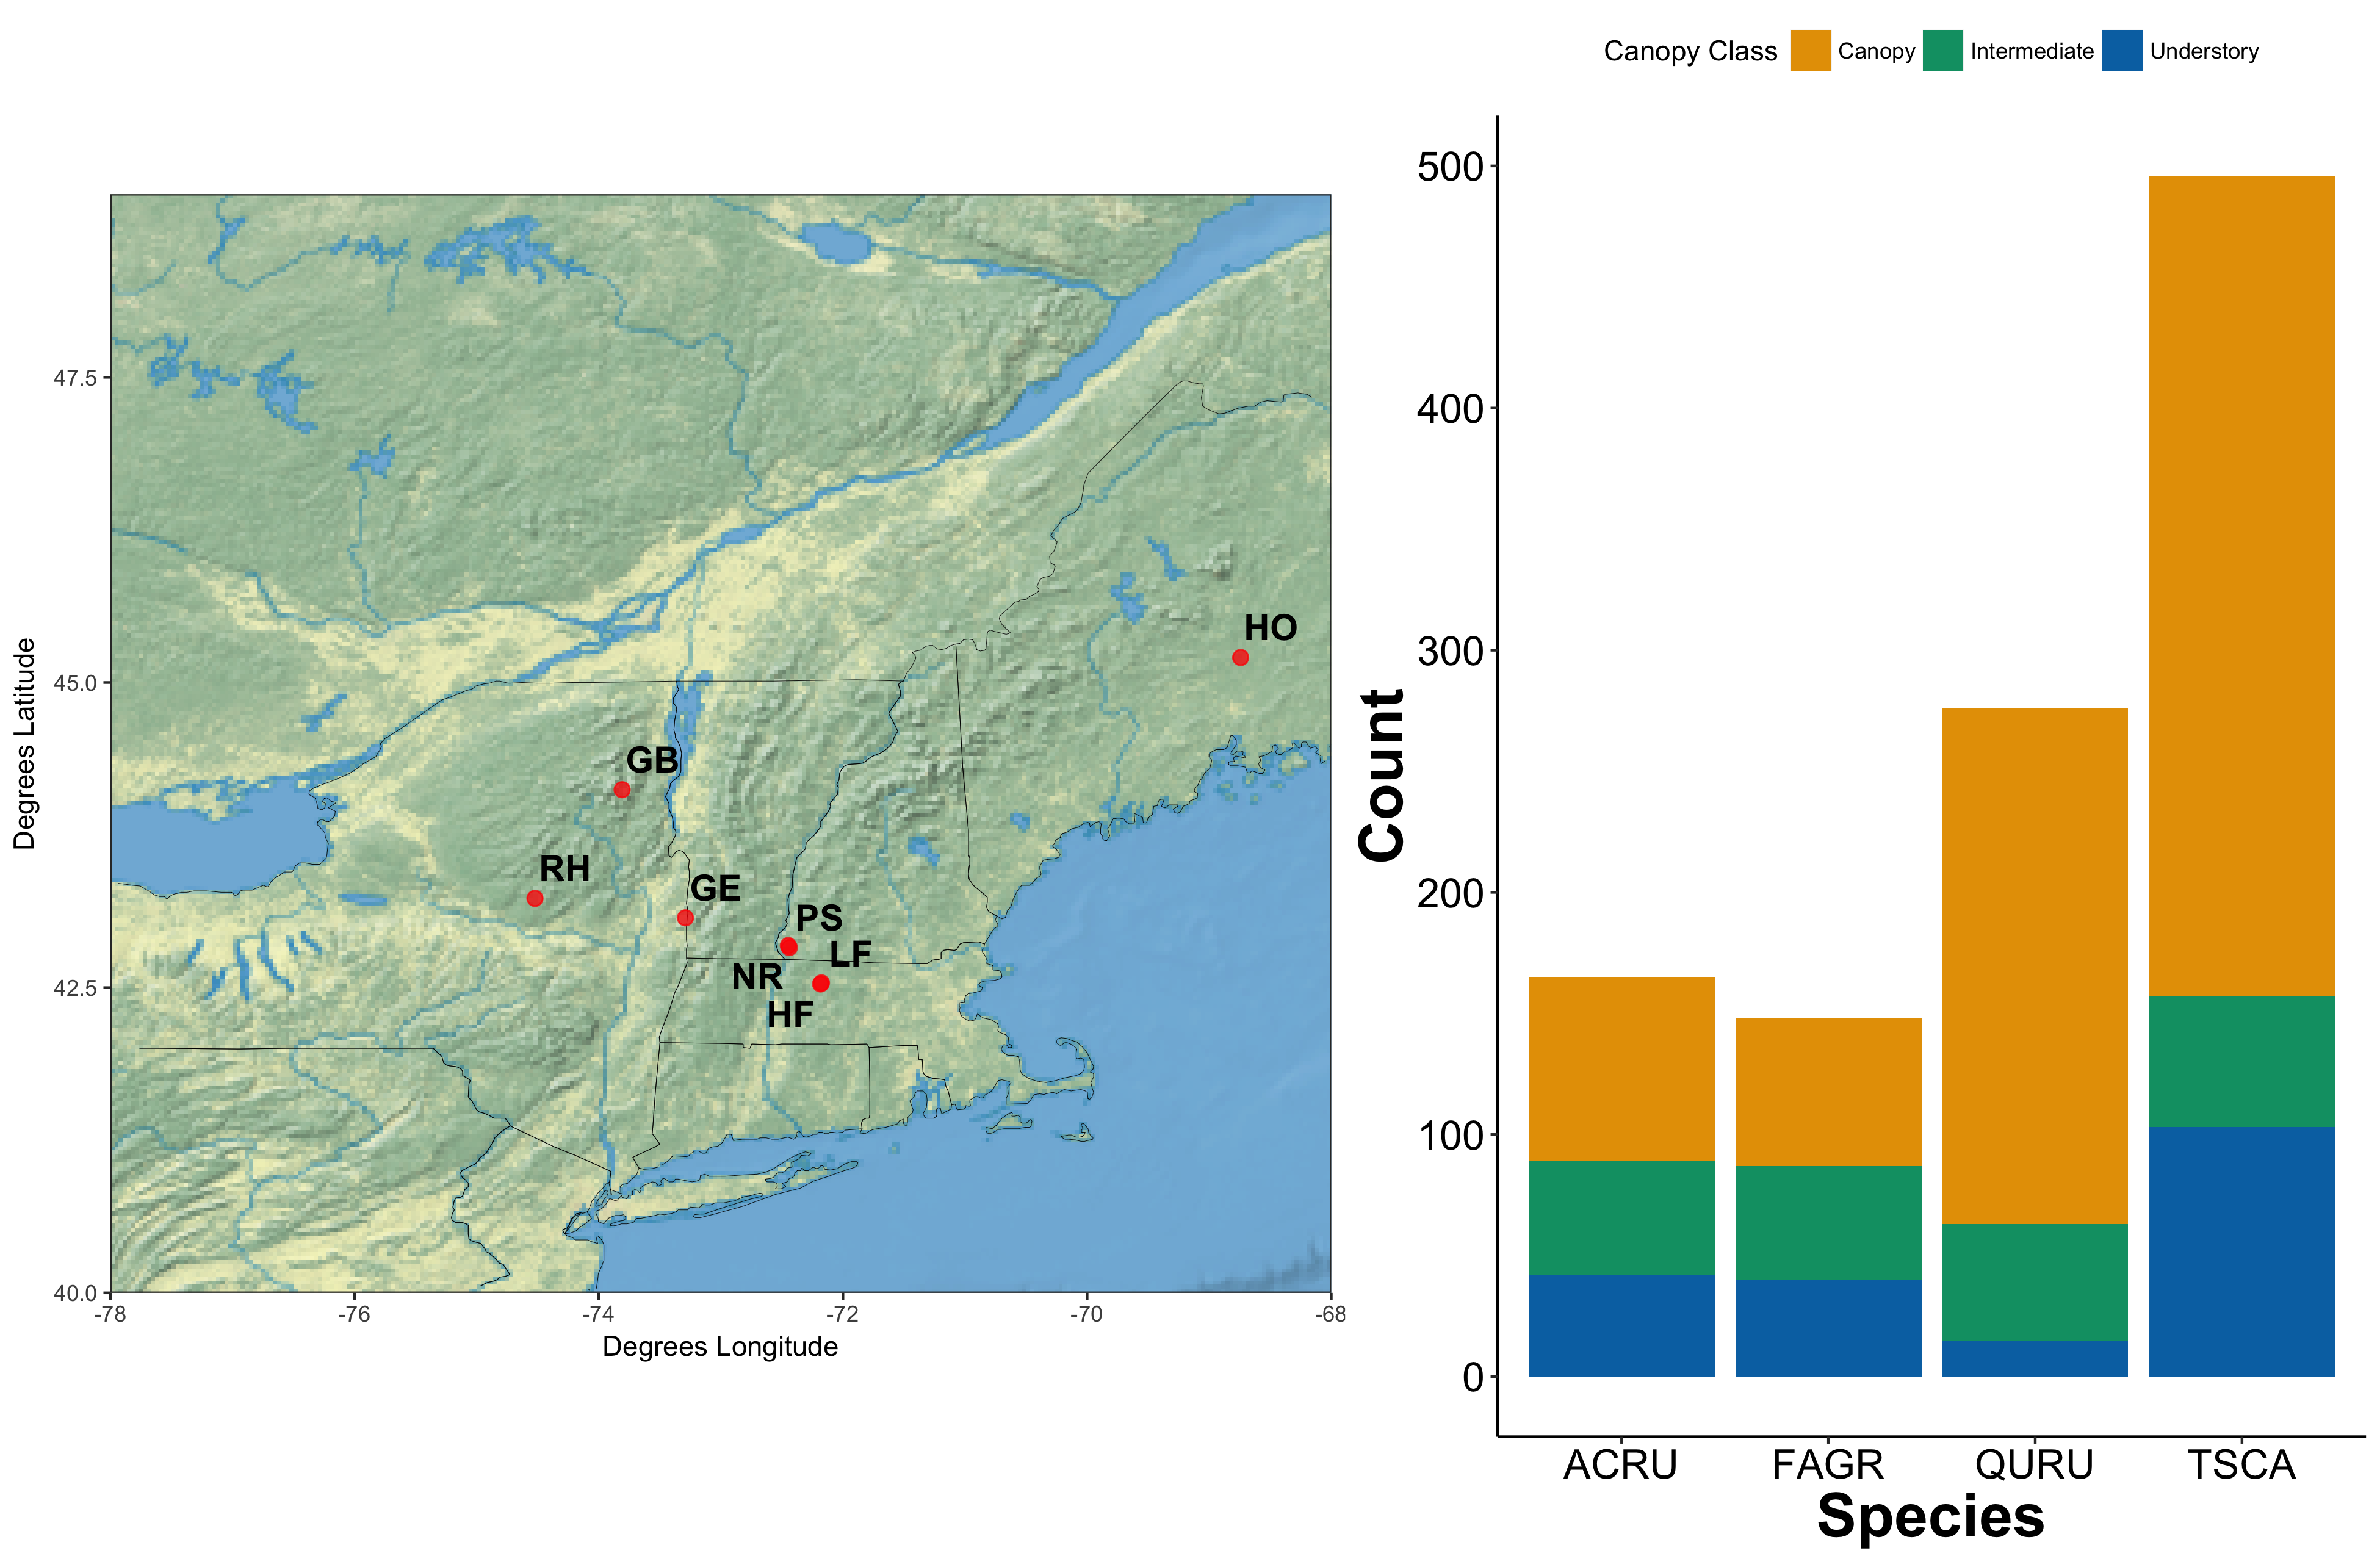 Canopy Class Canopy Intermediate Understory
Degrees Latitude
47.5
45.0
42.5
40.0
-78 -76 -74 -72 -70 -68
Degrees Longitude
HO
GB
RH
GE
PS
LF
NR
HF
Count
500
400
300
200
100
0
ACRU FAGR QURU TSCA
Species